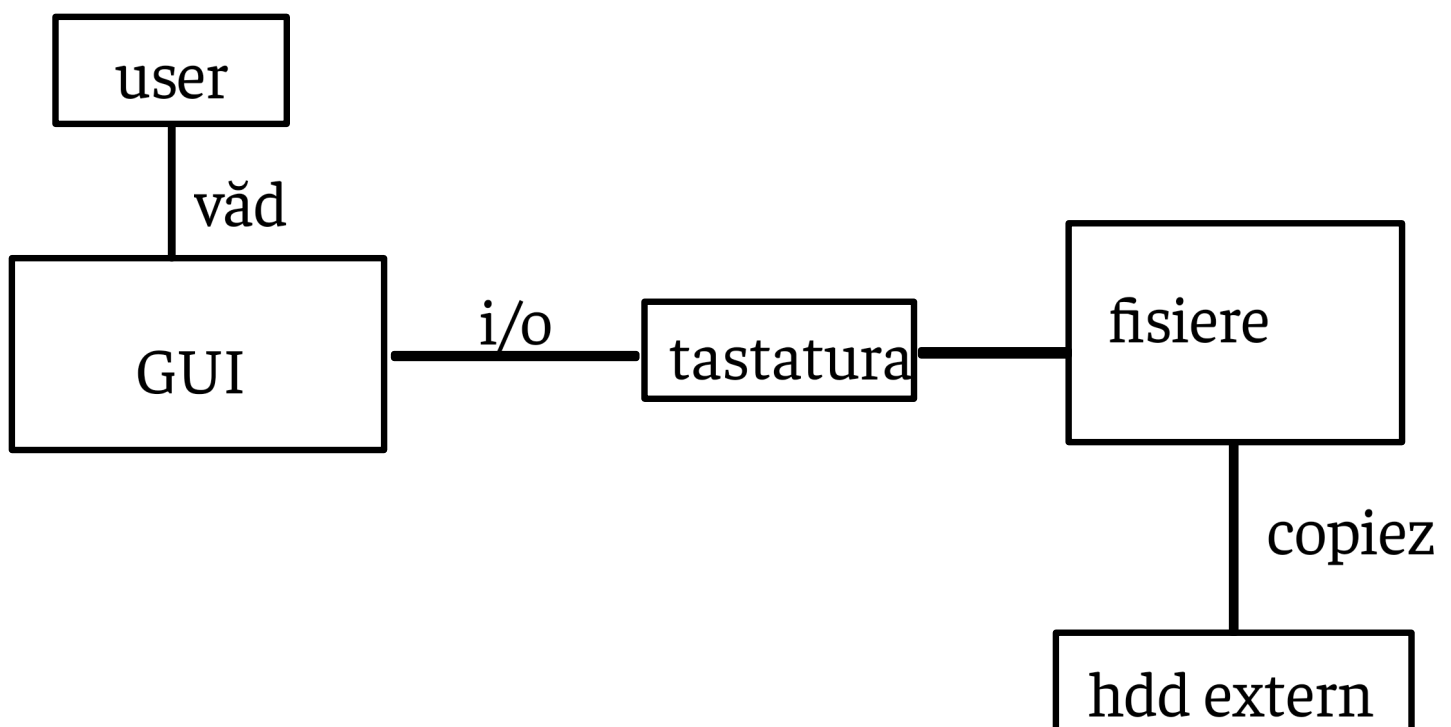 user
văd
GUI
i/o
tastatura
fisiere
copiez
hdd extern